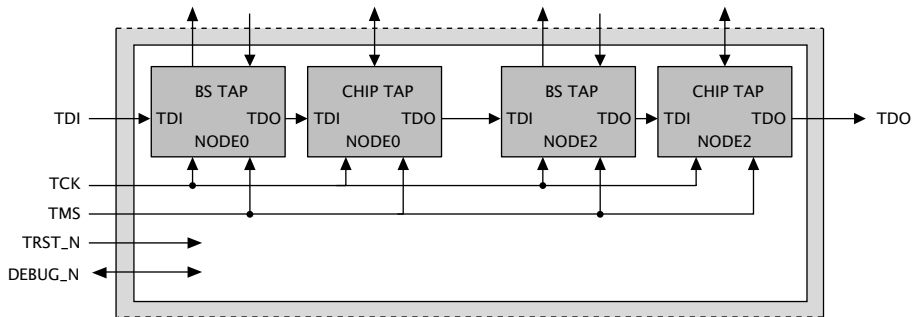 BS TAP CHIP TAP BS TAP CHIP TAP
TDI TDI TDO TDI TDO TDI TDO TDI TDO TDO
NODE0 NODE0 NODE2 NODE2
TCK
TMS
TRST_N
DEBUG_N